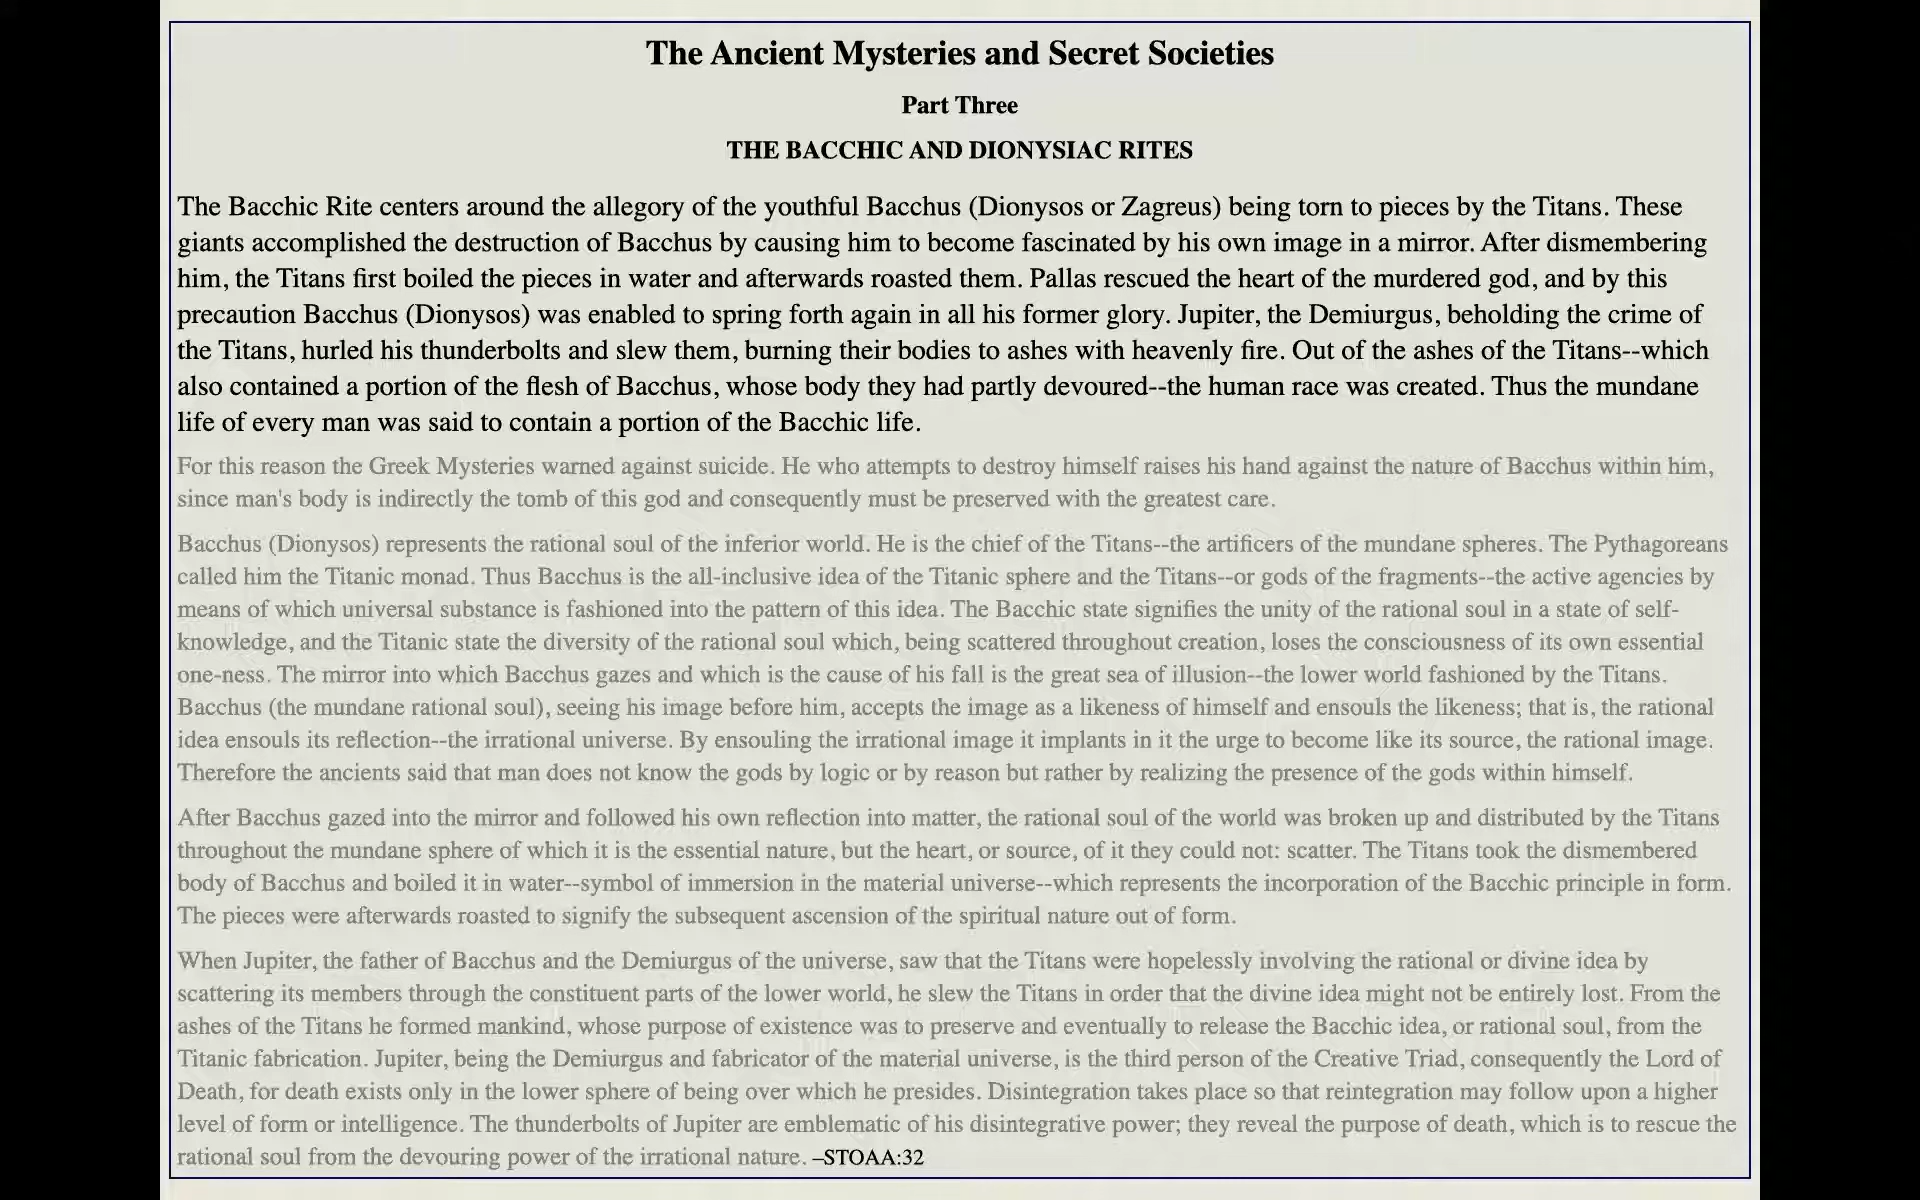 The Ancient Mysteries and Secret Societies
Part Three
THE BACCHIC AND DIONYSIAC RITES
The Bacchic Rite centers around the allegory of the youthful Bacchus (Dionysos or Zagreus) being torn to pieces by the Titans. These
giants accomplished the destruction of Bacchus by causing him to become fascinated by his own image in a mirror. After dismembering
him, the Titans first boiled the pieces in water and afterwards roasted them. Pallas rescued the heart of the murdered god, and by this
precaution Bacchus (Dionysos) was enabled to spring forth again in all his former glory. Jupiter, the Demiurgus, beholding the crime of
the Titans, hurled his thunderbolts and slew them, burning their bodies to ashes with heavenly fire. Out of the ashes of the Titans--which
also contained a portion of the flesh of Bacchus, whose body they had partly devoured--the human race was created. Thus the mundane
life of every man was said to contain a portion of the Bacchic life.
For this reason the Greek Mysteries warned against suicide. He who attempts to destroy himself raises his hand against the nature of Bacchus within him,
since man's body is indirectly the tomb of this god and consequently must be preserved with the greatest care.
Bacchus (Dionysos) represents the rational soul of the inferior world. He is the chief of the Titans--the artificers of the mundane spheres. The Pythagoreans
called him the Titanic monad. Thus Bacchus is the all-inclusive idea of the Titanic sphere and the Titans--or gods of the fragments--the active agencies by
means of which universal substance is fashioned into the pattern of this idea. The Bacchic state signifies the unity of the rational soul in a state of self-
knowledge, and the Titanic state the diversity of the rational soul which, being scattered throughout creation, loses the consciousness of its own essential
one-ness. The mirror into which Bacchus gazes and which is the cause of his fall is the great sea of illusion--the lower world fashioned by the Titans.
Bacchus (the mundane rational soul), seeing his image before him, accepts the image as a likeness of himself and ensouls the likeness; that is, the rational
idea ensouls its reflection--the irrational universe. By ensouling the irrational image it implants in it the urge to become like its source, the rational image.
Therefore the ancients said that man does not know the gods by logic or by reason but rather by realizing the presence of the gods within himself.
After Bacchus gazed into the mirror and followed his own reflection into matter, the rational soul of the world was broken up and distributed by the Titans
throughout the mundane sphere of which it is the essential nature, but the heart, or source, of it they could not: scatter. The Titans took the dismembered
body of Bacchus and boiled it in water--symbol of immersion in the material universe--which represents the incorporation of the Bacchic principle in form.
The pieces were afterwards roasted to signify the subsequent ascension of the spiritual nature out of form.
When Jupiter, the father of Bacchus and the Demiurgus of the universe, saw that the Titans were hopelessly involving the rational or divine idea by
scattering its members through the constituent parts of the lower world, he slew the Titans in order that the divine idea might not be entirely lost. From the
ashes of the Titans he formed mankind, whose purpose of existence was to preserve and eventually to release the Bacchic idea, or rational soul, from the
Titanic fabrication. Jupiter, being the Demiurgus and fabricator of the material universe, is the third person of the Creative Triad, consequently the Lord of
Death, for death exists only in the lower sphere of being over which he presides. Disintegration takes place so that reintegration may follow upon a higher
level of form or intelligence. The thunderbolts of Jupiter are emblematic of his disintegrative power; they reveal the purpose of death, which is to rescue the
rational soul from the devouring power of the irrational nature. –STOAA:32